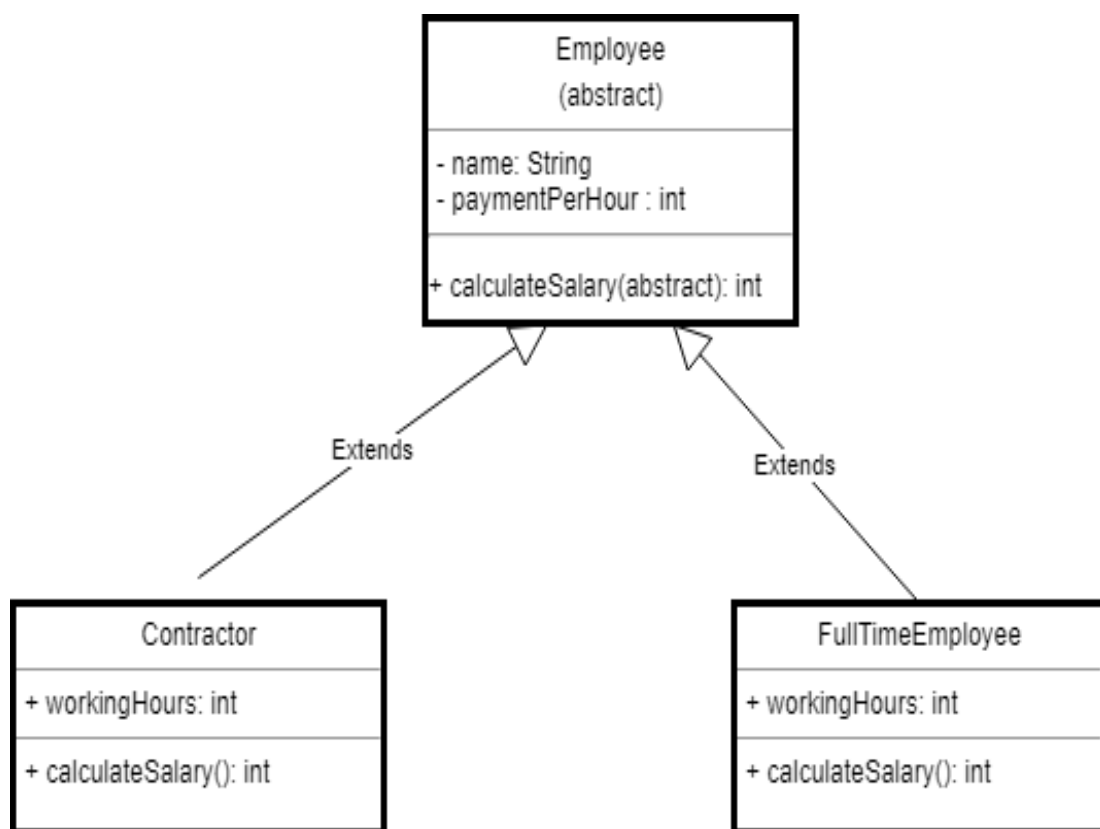 Employee
(abstract)
- name: String
- paymentPerHour : int
+ calculateSalary(abstract): int
Extends
Extends
Contractor
+ workingHours: int
+ calculateSalary(): int
FullTimeEmployee
+ workingHours: int
+ calculateSalary(): int